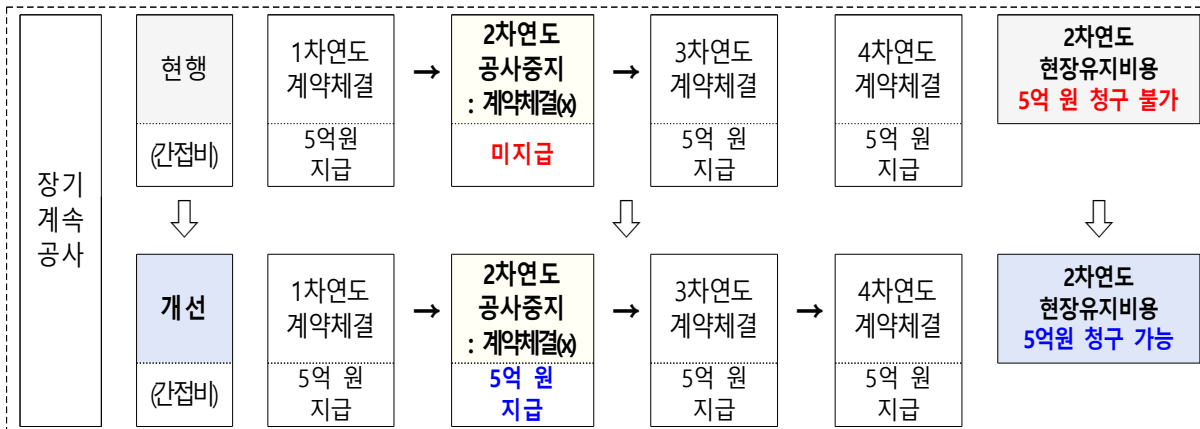 장기
계속
공사
현행
(간접비)
1차연도
계약체결
5억원
지급
→
2차연도
공사중지
: 계약체결(x)
미지급
→
3차연도
계약체결
5억 원
지급
4차연도
계약체결
5억 원
지급
2차연도
현장유지비용
5억 원 청구 불가
개선
(간접비)
1차연도
계약체결
5억 원
지급
→
2차연도
공사중지
: 계약체결(x)
5억 원
지급
→
3차연도
계약체결
5억 원
지급
→
4차연도
계약체결
5억 원
지급
2차연도
현장유지비용
5억원 청구 가능